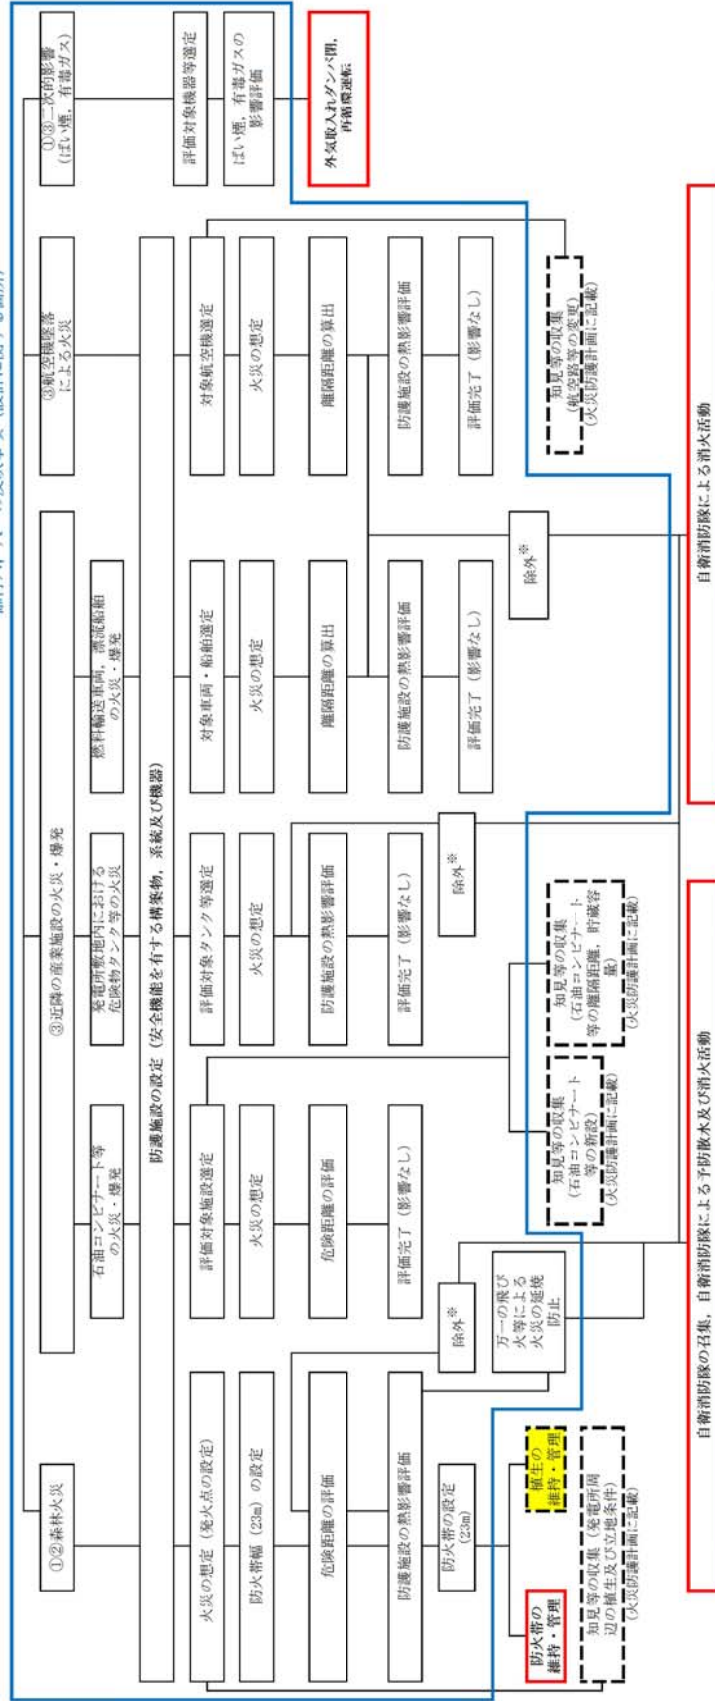 ①②森林火災
③近隣の産業施設の火災・爆発
③航空機墜落
による火災
①③二次的影響
(ばい煙, 有毒ガス)
石油コンビナート等
の火災・爆発
発電所敷地内における
危険物タンク等の火災
燃料輸送車両, 漂流船舶
の火災・爆発
防護施設の設定 (安全機能を有する構築物, 系統及び機器)
火災の想定 (発火点の設定)
防火帯幅 (23m) の設定
危険距離の評価
防護施設の熱影響評価
防火帯の設定
(23m)
防火帯の
維持・管理
植生の
維持・管理
知見等の収集 (発電所周
辺の植生及び立地条件)
(火災防護計画に記載)
評価対象施設選定
火災の想定
危険距離の評価
評価完了 (影響なし)
除外※
万一の飛び
火等による
火災の延焼
防止
知見等の収集
(石油コンビナート
等の新設)
(火災防護計画に記載)
評価対象タンク等選定
火災の想定
防護施設の熱影響評価
評価完了 (影響なし)
除外※
知見等の収集
(石油コンビナート
等の離隔距離, 貯蔵容
量)
(火災防護計画に記載)
対象車両・船舶選定
火災の想定
離隔距離の算出
防護施設の熱影響評価
評価完了 (影響なし)
除外※
対象航空機選定
火災の想定
離隔距離の算出
防護施設の熱影響評価
評価完了 (影響なし)
知見等の収集
(航空路等の変更)
(火災防護計画に記載)
評価対象機器等選定
ばい煙, 有毒ガスの
影響評価
外気取入れダンパ閉,
再循環運転
自衛消防隊の召集, 自衛消防隊による予防散水及び消火活動
自衛消防隊による消火活動